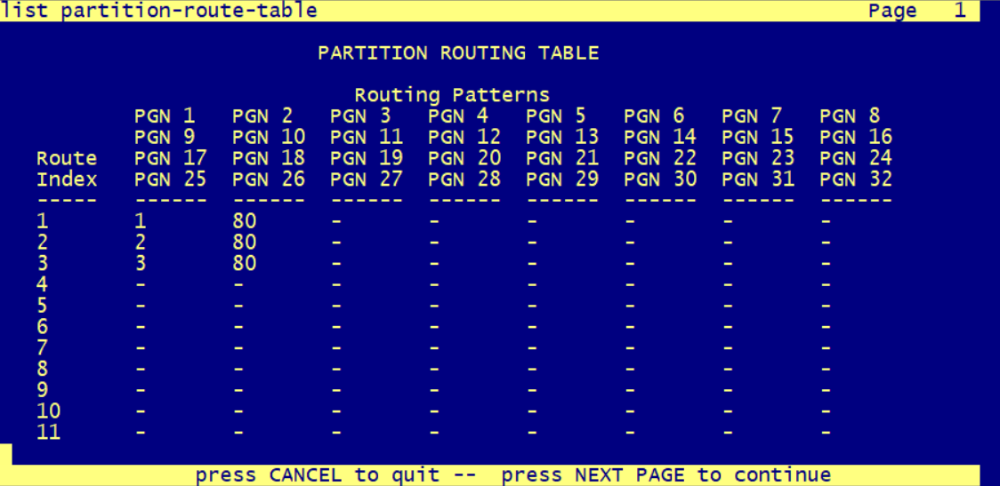 list partition-route-table Page 1
PARTITION ROUTING TABLE
Routing Patterns
PGN 1 PGN 2 PGN 3 PGN 4 PGN 5 PGN 6 PGN 7 PGN 8
PGN 9 PGN 10 PGN 11 PGN 12 PGN 13 PGN 14 PGN 15 PGN 16
Route PGN 17 PGN 18 PGN 19 PGN 20 PGN 21 PGN 22 PGN 23 PGN 24
Index PGN 25 PGN 26 PGN 27 PGN 28 PGN 29 PGN 30 PGN 31 PGN 32
----- ------ ------ ------ ------ ------ ------ ------ ------
1 1 80 - - - - - -
2 2 80 - - - - - -
3 3 80 - - - - - -
4 - - - - - - - -
5 - - - - - - - -
6 - - - - - - - -
7 - - - - - - - -
8 - - - - - - - -
9 - - - - - - - -
10 - - - - - - - -
11 - - - - - - - -
press CANCEL to quit -- press NEXT PAGE to continue